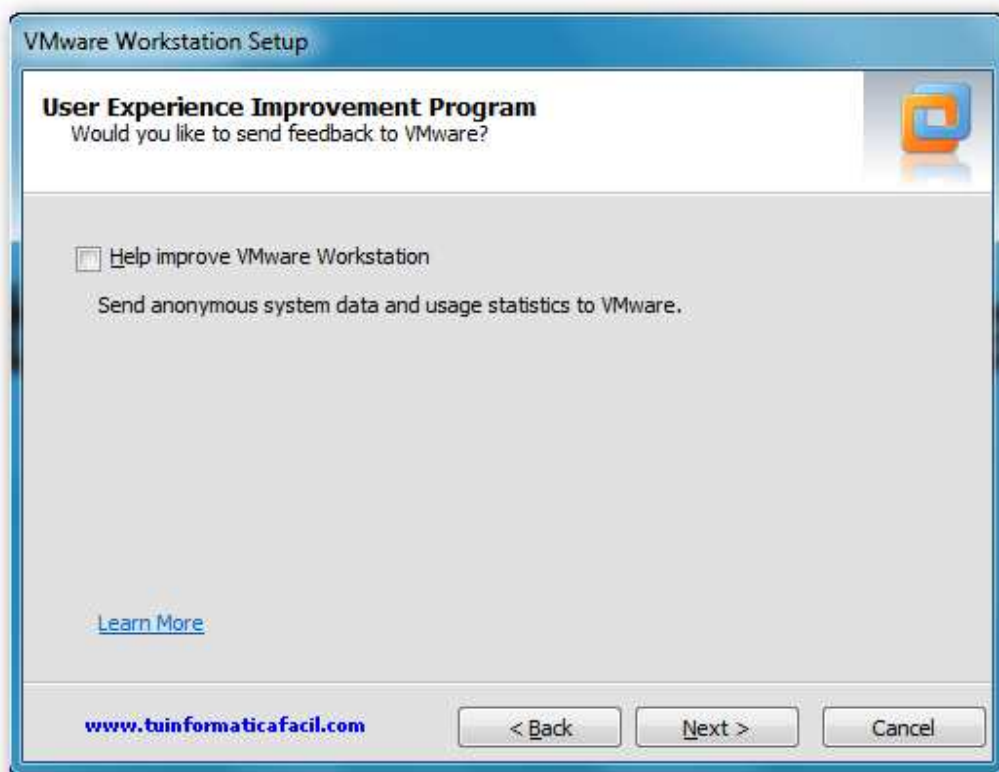 VMware Workstation Setup
User Experience Improvement Program
Would you like to send feedback to VMware?
Help improve VMware Workstation
Send anonymous system data and usage statistics to VMware.
Learn More
www.tuinformaticafacil.com
< Back
Next >
Cancel